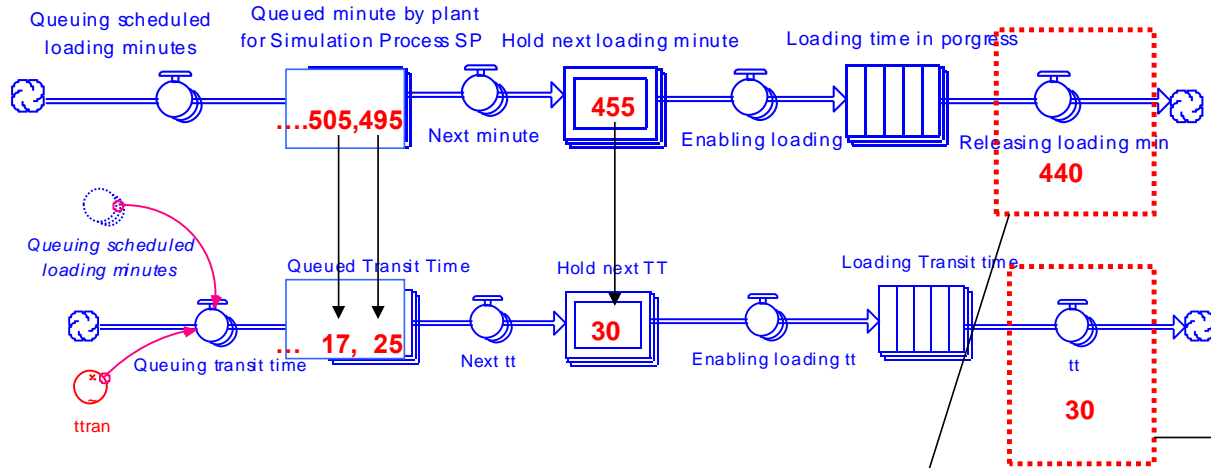 Queuing scheduled
loading minutes
Queued minute by plant
for Simulation Process SP
Hold next loading minute
Loading time in porgress
....505,495
455
Next minute
Enabling loading
Releasing loading min
440
Queuing scheduled
loading minutes
Queued Transit Time
Hold next TT
Loading Transit time
... 17, 25
30
Queuing transit time
Next tt
Enabling loading tt
tt
30
ttran